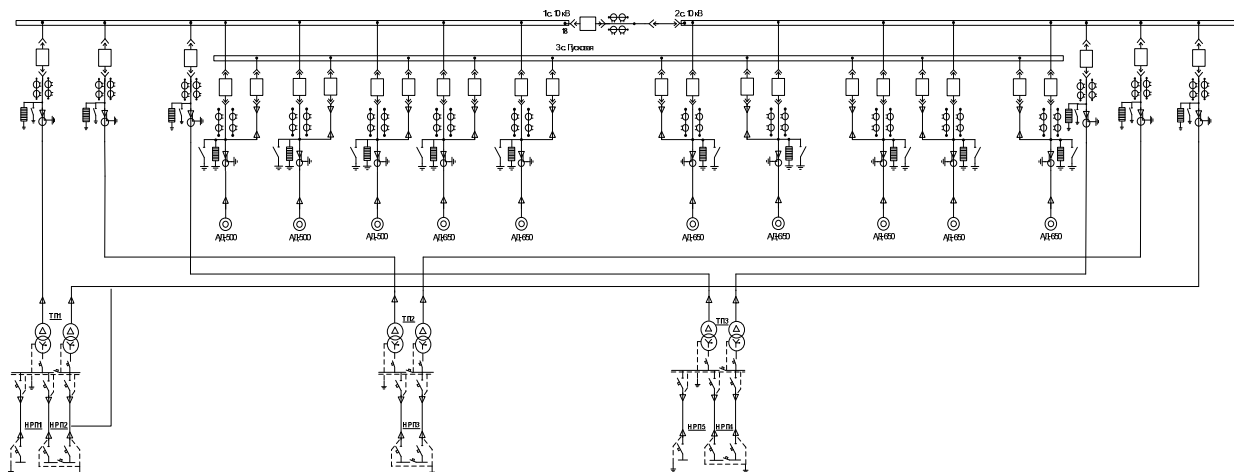 1с. 10 кВ
2с. 10 кВ
18
3с. Пусковая
АД-500
АД-500
АД-500
АД-650
АД-650
АД-650
АД-650
АД-650
АД-650
АД-650
ТП1
ТП2
ТП3
НРП1
НРП2
НРП3
НРП5
НРП4